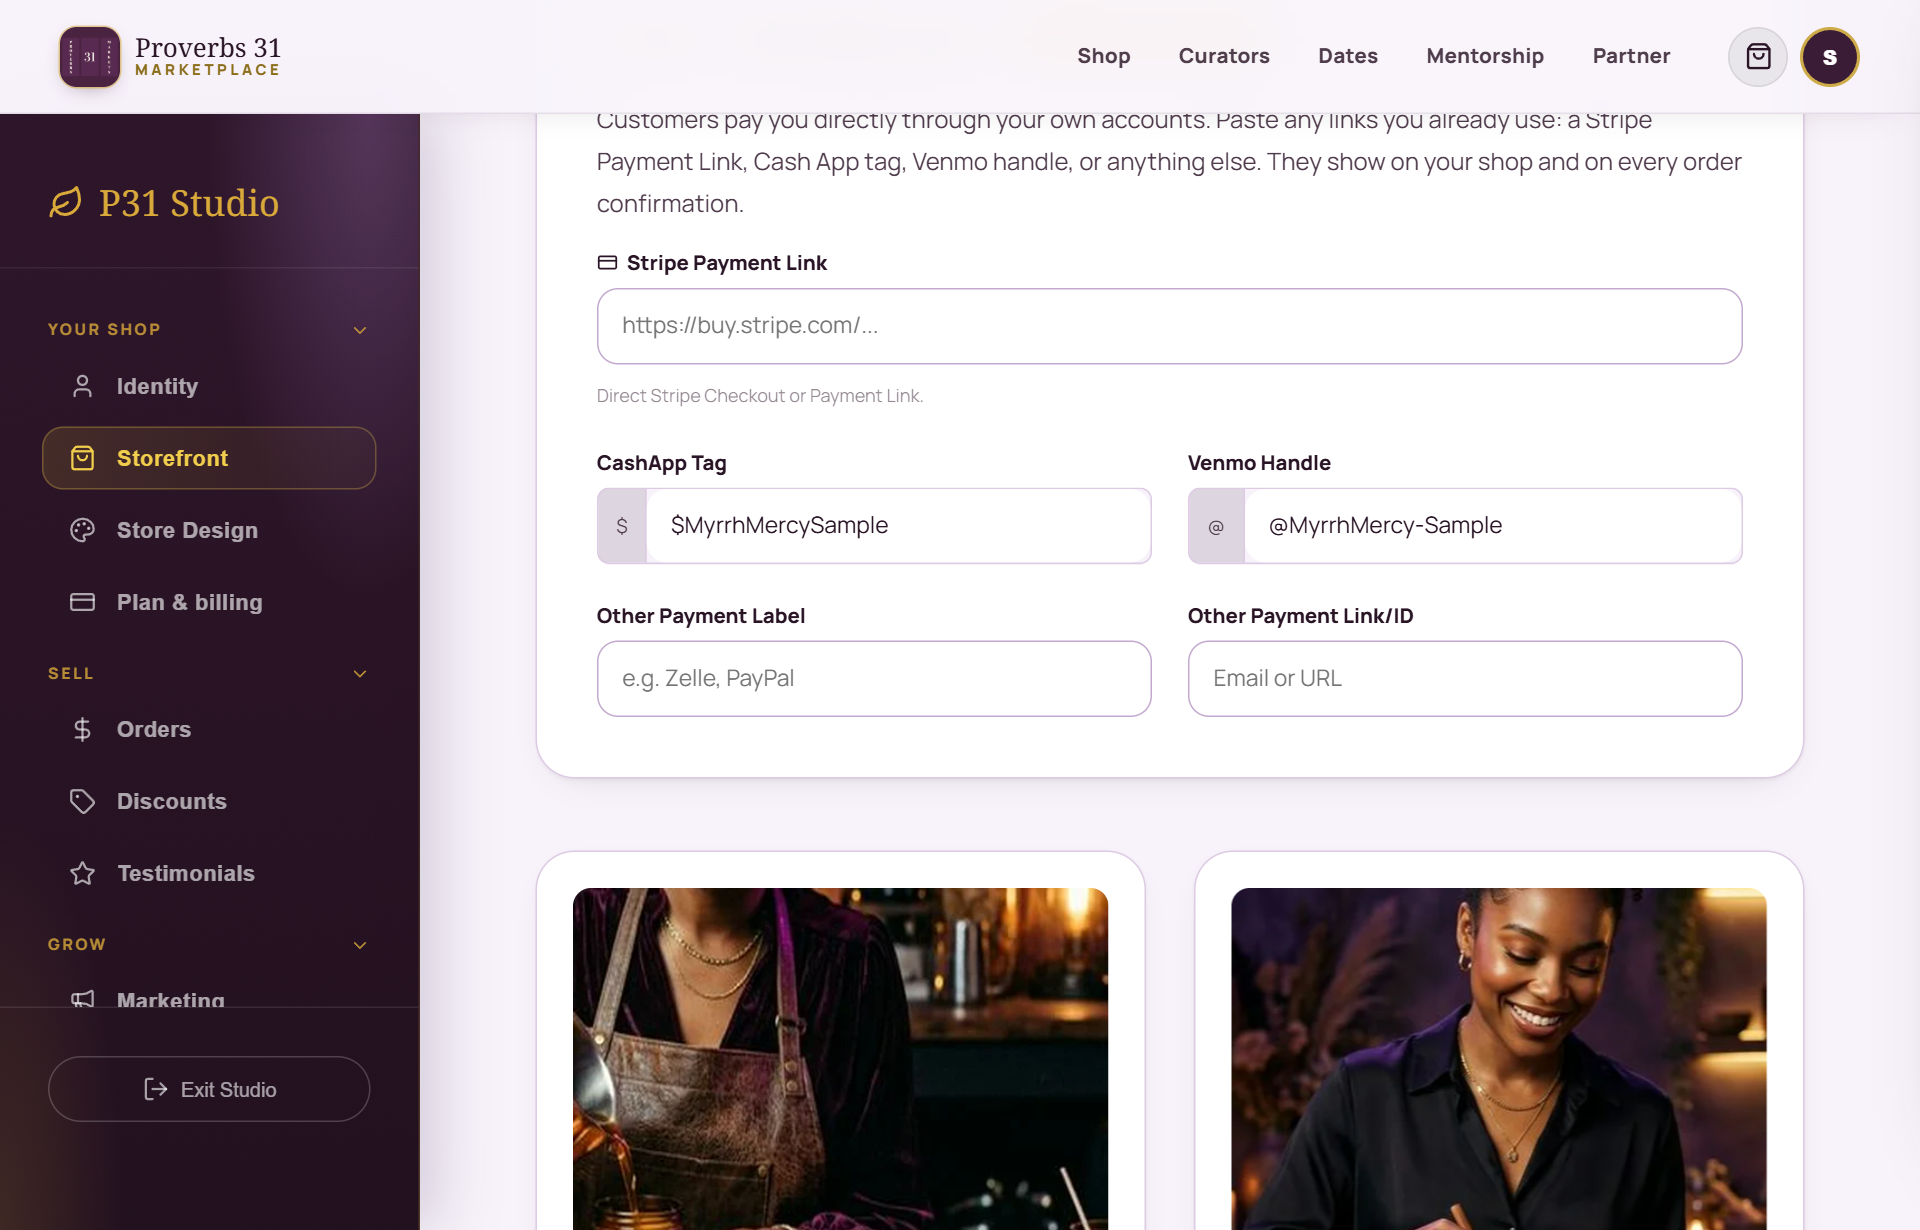 Proverbs 31
MARKETPLACE
31
Shop
Curators
Dates
Mentorship
Partner
S
P31 Studio
YOUR SHOP
Identity
Storefront
Store Design
Plan & billing
SELL
Orders
Discounts
Testimonials
GROW
Marketing
Exit Studio
Customers pay you directly through your own accounts. Paste any links you already use: a Stripe
Payment Link, Cash App tag, Venmo handle, or anything else. They show on your shop and on every order
confirmation.
Stripe Payment Link
https://buy.stripe.com/...
Direct Stripe Checkout or Payment Link.
CashApp Tag
Venmo Handle
$ $MyrrhMercySample
@ @MyrrhMercy-Sample
Other Payment Label
Other Payment Link/ID
e.g. Zelle, PayPal
Email or URL